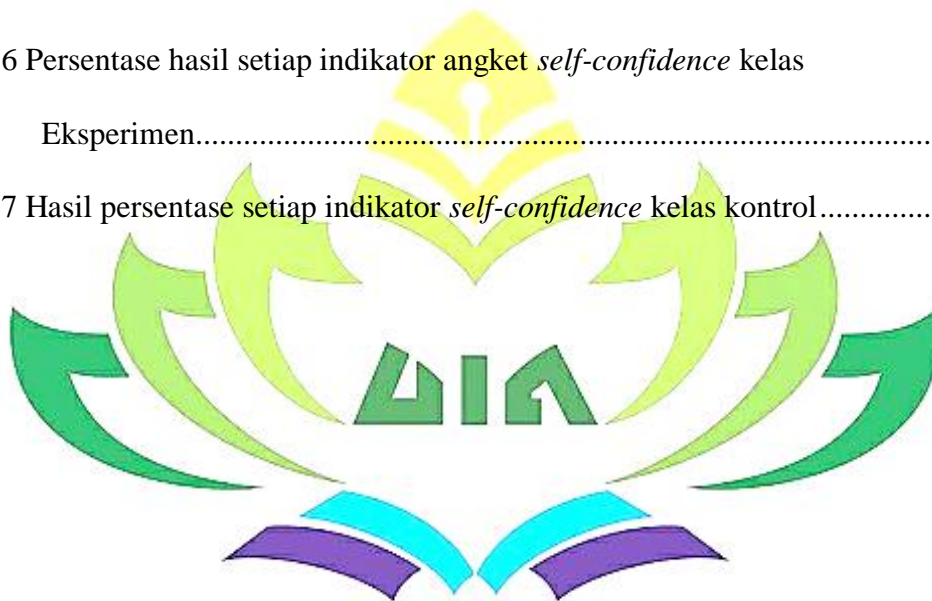 6 Persentase hasil setiap indikator angket self-confidence kelas
Eksperimen................................................................................
7 Hasil persentase setiap indikator self-confidence kelas kontrol..............
UIN